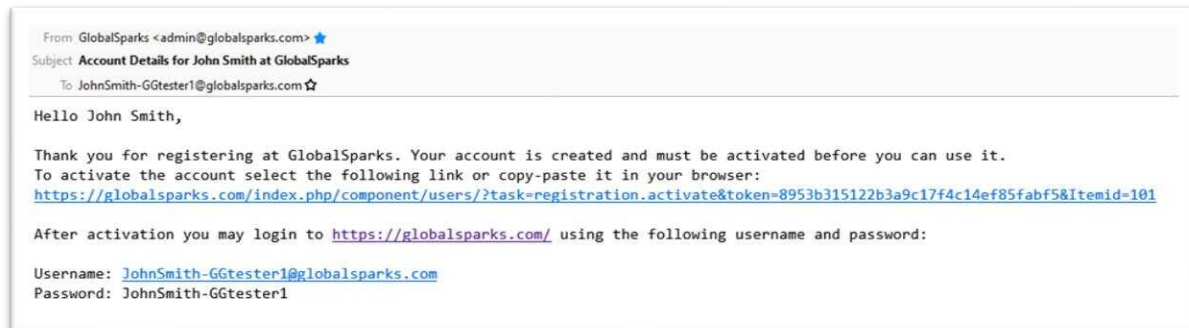 From GlobalSparks <admin@globalsparks.com>
Subject Account Details for John Smith at GlobalSparks
To JohnSmith-GGtester1@globalsparks.com
Hello John Smith,
Thank you for registering at GlobalSparks. Your account is created and must be activated before you can use it.
To activate the account select the following link or copy-paste it in your browser:
https://globalsparks.com/index.php/component/users/?task=registration.activate&token=8953b315122b3a9c17f4c14ef85fabf5&Itemid=101
After activation you may login to https://globalsparks.com/ using the following username and password:
Username: JohnSmith-GGtester1@globalsparks.com
Password: JohnSmith-GGtester1